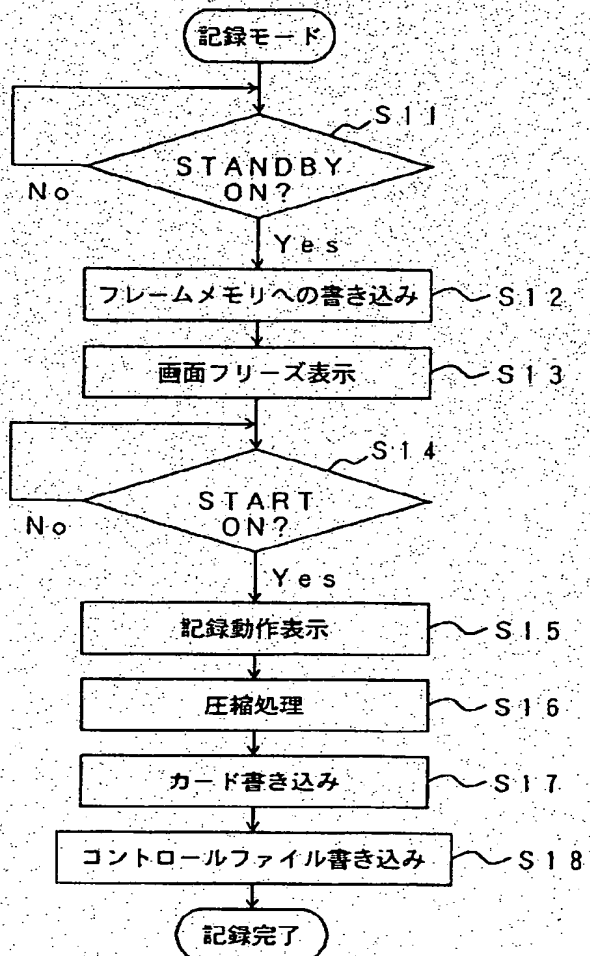 記録モード
S11
STANDBY
ON?
No
Yes
フレームメモリへの書き込み
S12
画面フリーズ表示
S13
S14
START
ON?
No
Yes
記録動作表示
S15
圧縮処理
S16
カード書き込み
S17
コントロールファイル書き込み
S18
記録完了